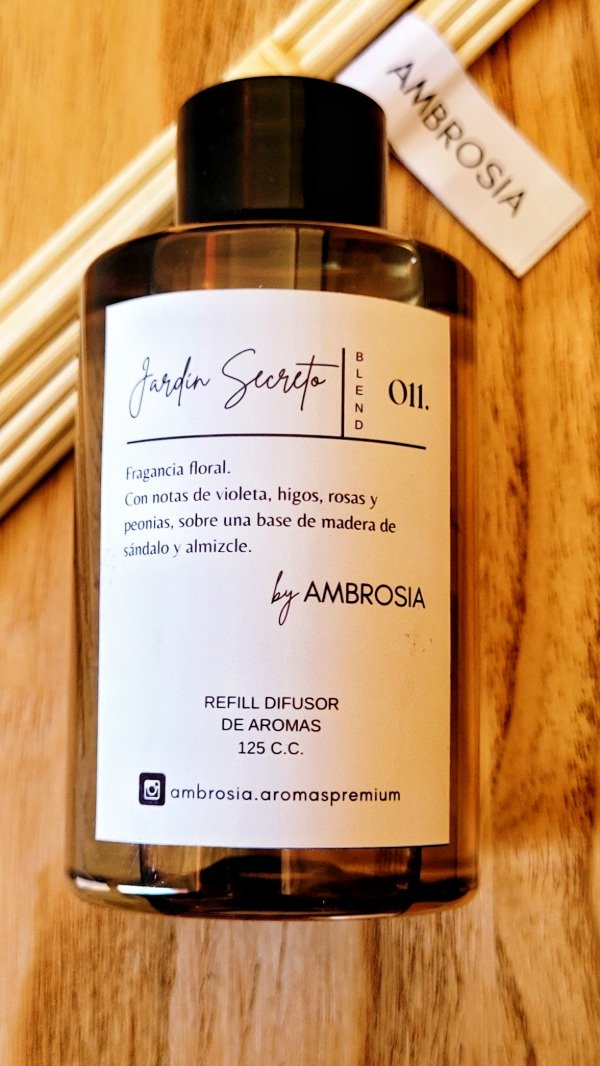 AMBROSIA
Jardín Secreto
BLEND
011.
Fragancia floral.
Con notas de violeta, higos, rosas y
peonias, sobre una base de madera de
sándalo y almizcle.
by AMBROSIA
REFILL DIFUSOR
DE AROMAS
125 C.C.
ambrosia.aromaspremium